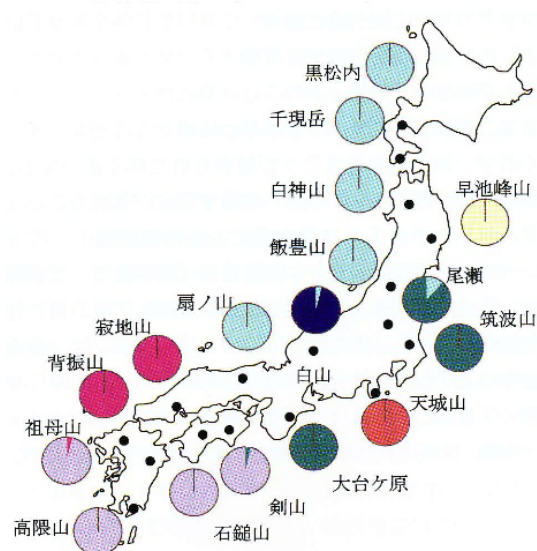 黒松内
千現岳
白神山
早池峰山
飯豊山
尾瀬
扇ノ山
筑波山
寂地山
白山
背振山
天城山
祖母山
大台ケ原
剣山
石鎚山
高隈山